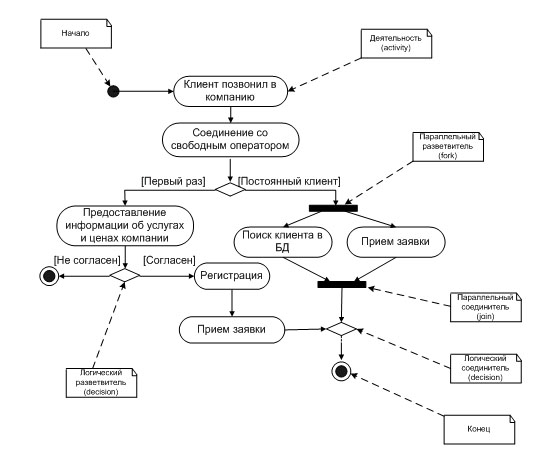 Начало
Деятельность
(activity)
Клиент позвонил в
компанию
Соединение со
свободным оператором
Параллельный
разветвитель
(fork)
[Первый раз]
[Постоянный клиент]
Предоставление
информации об услугах
и ценах компании
Поиск клиента в
БД
Прием заявки
[Не согласен]
[Согласен]
Регистрация
Параллельный
соединитель
(join)
Прием заявки
Логический
разветвитель
(decision)
Логический
соединитель
(decision)
Конец